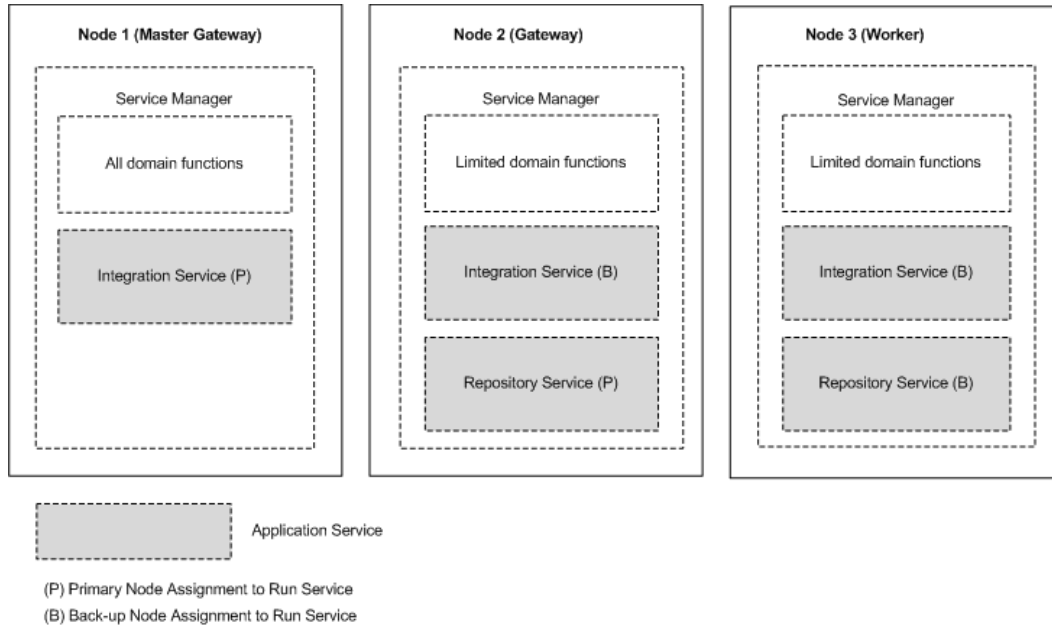 Node 1 (Master Gateway)
Service Manager
All domain functions
Integration Service (P)
Node 2 (Gateway)
Service Manager
Limited domain functions
Integration Service (B)
Repository Service (P)
Node 3 (Worker)
Service Manager
Limited domain functions
Integration Service (B)
Repository Service (B)
Application Service
(P) Primary Node Assignment to Run Service
(B) Back-up Node Assignment to Run Service